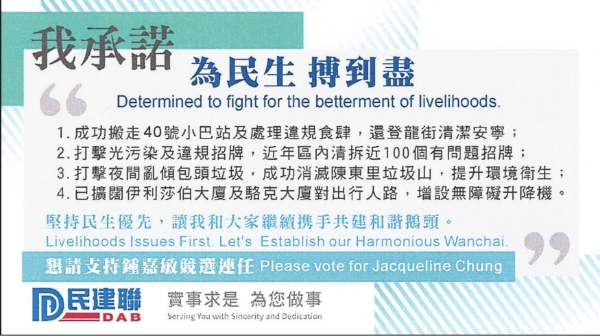 我承諾
為民生 搏到盡
Determined to fight for the betterment of livelihoods.
1. 成功搬走40號小巴站及處理違規食肆，還登龍街清潔安寧；
2. 打擊光污染及違規招牌，近年區內清拆近100個有問題招牌；
3. 打擊夜間亂傾包頭垃圾，成功消滅陳東里垃圾山，提升環境衛生；
4. 已擴闊伊利莎伯大廈及駱克大廈對出行人路，增設無障礙升降機。
堅持民生優先，讓我和大家繼續携手共建和諧鵝頸。
Livelihoods Issues First. Let's Establish our Harmonious Wanchai.
懇請支持鍾嘉敏競選連任 Please vote for Jacqueline Chung
民建聯 DAB
實事求是 為您做事
Serving You with Sincerity and Dedication